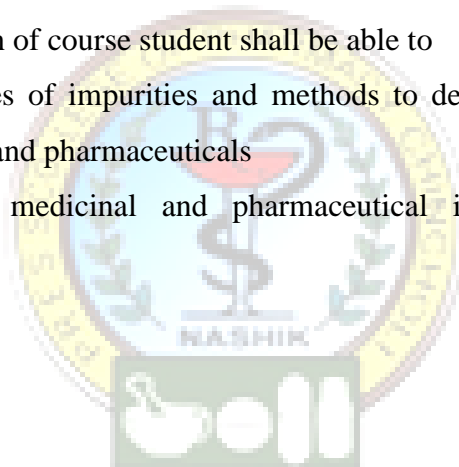 n of course student shall be able to
es of impurities and methods to de
and pharmaceuticals
medicinal and pharmaceutical i
NASHIK